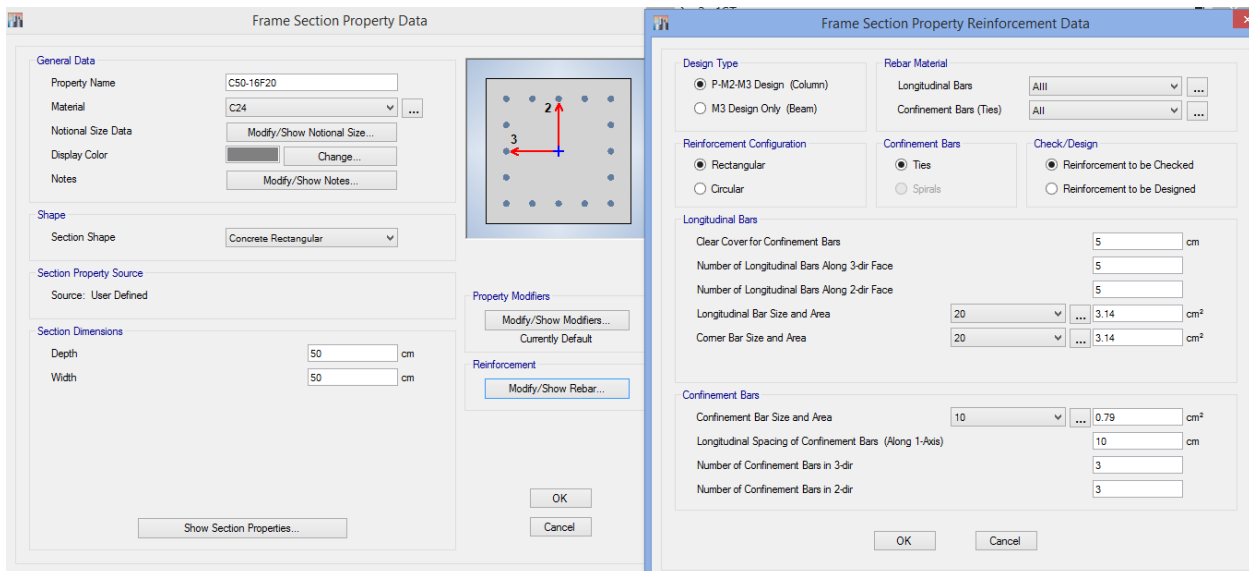 Frame Section Property Data
General Data
Property Name C50-16F20
Material C24 ...
Notional Size Data Modify/Show Notional Size...
Display Color Change...
Notes Modify/Show Notes...
Shape
Section Shape Concrete Rectangular
Section Property Source
Source: User Defined
Section Dimensions
Depth 50 cm
Width 50 cm
Show Section Properties...
2
3
Property Modifiers
Modify/Show Modifiers...
Currently Default
Reinforcement
Modify/Show Rebar...
OK
Cancel
Frame Section Property Reinforcement Data
Design Type
P-M2-M3 Design (Column)
M3 Design Only (Beam)
Rebar Material
Longitudinal Bars AIII ...
Confinement Bars (Ties) AII ...
Reinforcement Configuration
Rectangular
Circular
Confinement Bars
Ties
Spirals
Check/Design
Reinforcement to be Checked
Reinforcement to be Designed
Longitudinal Bars
Clear Cover for Confinement Bars 5 cm
Number of Longitudinal Bars Along 3-dir Face 5
Number of Longitudinal Bars Along 2-dir Face 5
Longitudinal Bar Size and Area 20 ... 3.14 cm²
Corner Bar Size and Area 20 ... 3.14 cm²
Confinement Bars
Confinement Bar Size and Area 10 ... 0.79 cm²
Longitudinal Spacing of Confinement Bars (Along 1-Axis) 10 cm
Number of Confinement Bars in 3-dir 3
Number of Confinement Bars in 2-dir 3
OK Cancel